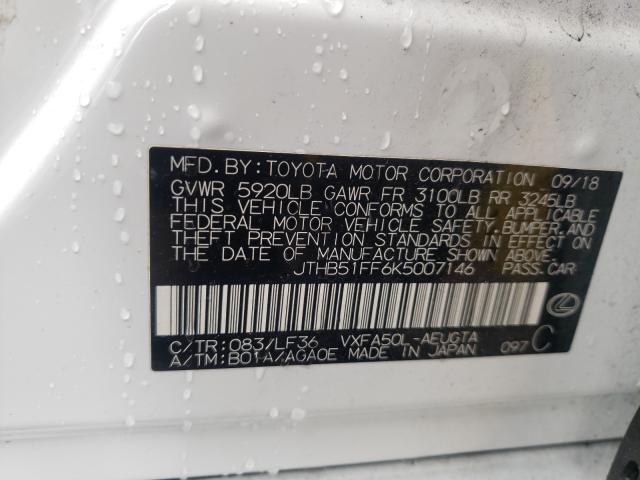 MFD. BY: TOYOTA MOTOR CORPORATION 09/18
GVWR 5920LB GAWR FR 3100LB RR 3245LB
THIS VEHICLE CONFORMS TO ALL APPLICABLE
FEDERAL MOTOR VEHICLE SAFETY, BUMPER, AND
THEFT PREVENTION STANDARDS IN EFFECT ON
THE DATE OF MANUFACTURE SHOWN ABOVE.
JTHB51FF6K5007146 PASS. CAR
C/TR: 083/LF36 VXFA50L-AEUGTA
A/TM: B01A/AGA0E MADE IN JAPAN 097 C